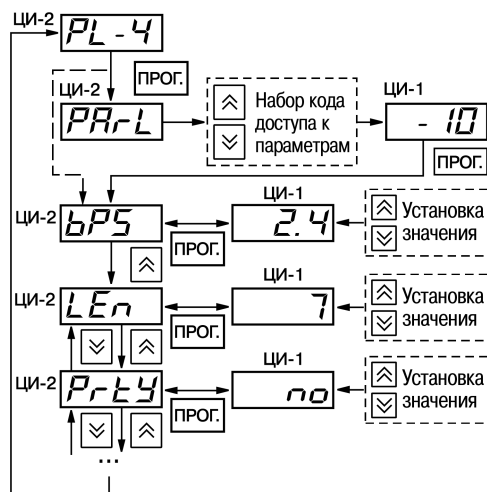 ЦИ-2 PL-4
ПРОГ.
ЦИ-2 PArL
Набор кода
доступа к
параметрам
ЦИ-1
- 10
ПРОГ.
ЦИ-2 bPS
ПРОГ.
ЦИ-1
2.4
Установка
значения
ЦИ-2
LEn
ПРОГ.
ЦИ-1
7
Установка
значения
ЦИ-2
PrtY
ПРОГ.
ЦИ-1
no
Установка
значения
...